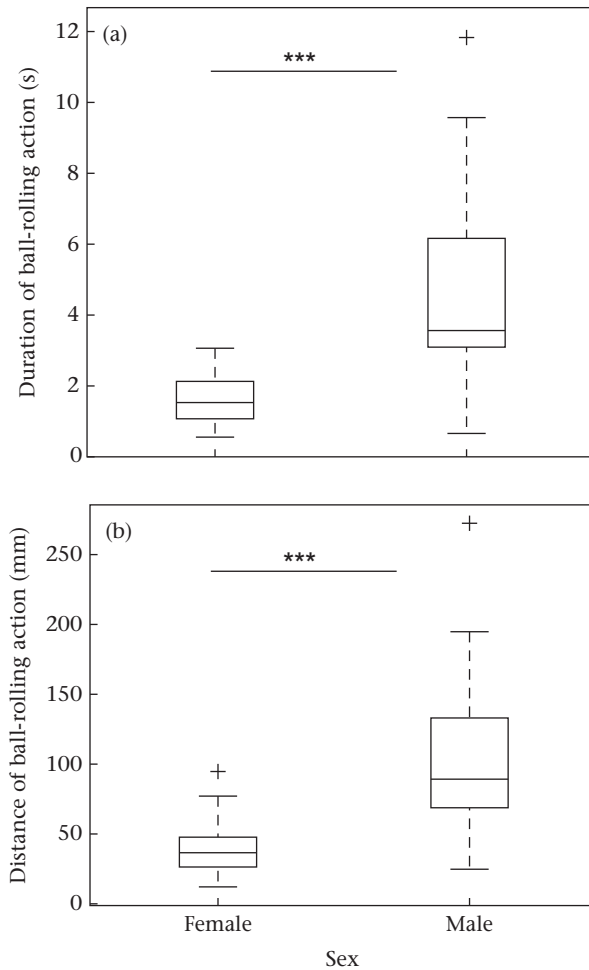 (a)
***
12
10
8
6
4
2
0
Duration of ball-rolling action (s)
(b)
***
250
200
150
100
50
0
Distance of ball-rolling action (mm)
Female Male
Sex